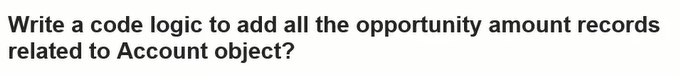 Write a code logic to add all the opportunity amount records
related to Account object?